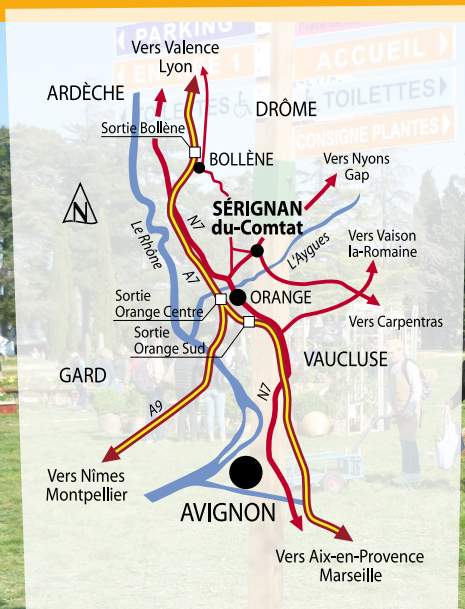 PARKING
ENTRÉE 1
ACCUEIL
TOILETTES
TOILETTES
CONSIGNE PLANTES
Vers Valence
Lyon
ARDÈCHE
DRÔME
Sortie Bollène
BOLLÈNE
Vers Nyons
Gap
N
SÉRIGNAN
du-Comtat
N7
Le Rhône
A7
L'Aygues
Vers Vaison
la-Romaine
Sortie
Orange Centre
ORANGE
Vers Carpentras
Sortie
Orange Sud
VAUCLUSE
GARD
A9
N7
Vers Nîmes
Montpellier
AVIGNON
Vers Aix-en-Provence
Marseille